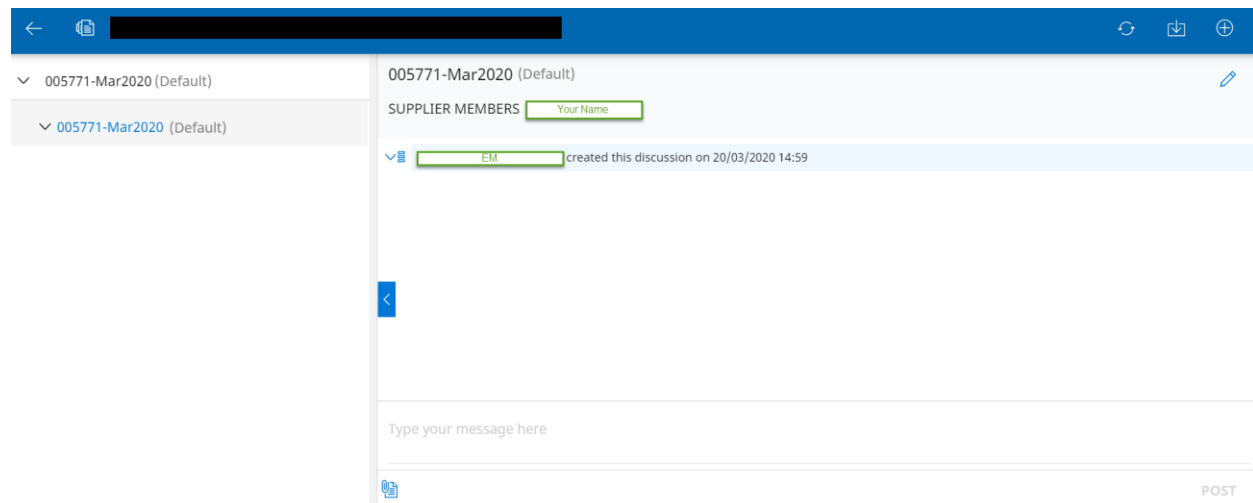 005771-Mar2020 (Default)
005771-Mar2020 (Default)
005771-Mar2020 (Default)
SUPPLIER MEMBERS Your Name
EM created this discussion on 20/03/2020 14:59
Type your message here
POST